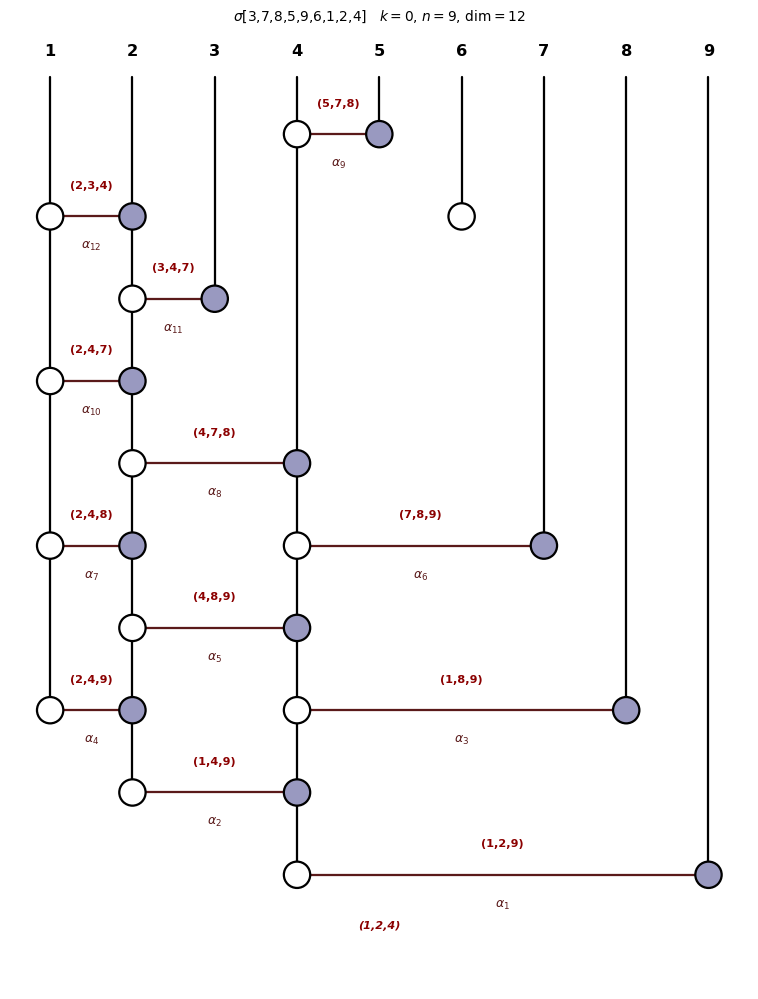 σ[3,7,8,5,9,6,1,2,4] k=0, n=9, dim=12
1 2 3 4 5 6 7 8 9
(5,7,8)
α₉
(2,3,4)
α₁₂
(3,4,7)
α₁₁
(2,4,7)
α₁₀
(4,7,8)
α₈
(2,4,8) (7,8,9)
α₇ α₆
(4,8,9)
α₅
(2,4,9) (1,8,9)
α₄ α₃
(1,4,9)
α₂
(1,2,9)
α₁
(1,2,4)